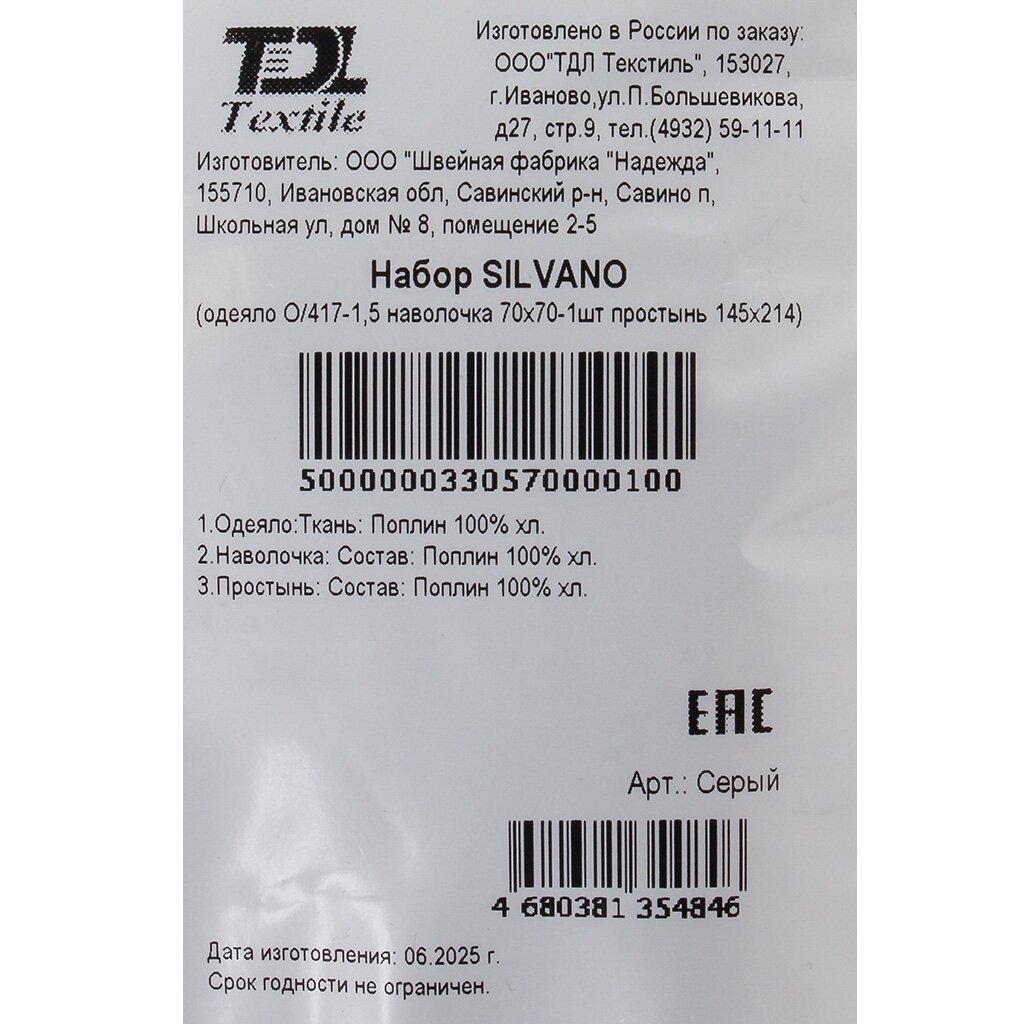 TDL
Textile
Изготовлено в России по заказу:
ООО"ТДЛ Текстиль", 153027,
г.Иваново,ул.П.Большевикова,
д27, стр.9, тел.(4932) 59-11-11
Изготовитель: ООО "Швейная фабрика "Надежда",
155710, Ивановская обл, Савинский р-н, Савино п,
Школьная ул, дом № 8, помещение 2-5
Набор SILVANO
(одеяло О/417-1,5 наволочка 70х70-1шт простынь 145х214)
5000000330570000100
1.Одеяло:Ткань: Поплин 100% хл.
2.Наволочка: Состав: Поплин 100% хл.
3.Простынь: Состав: Поплин 100% хл.
ЕАС
Арт.: Серый
4 680381 354846
Дата изготовления: 06.2025 г.
Срок годности не ограничен.